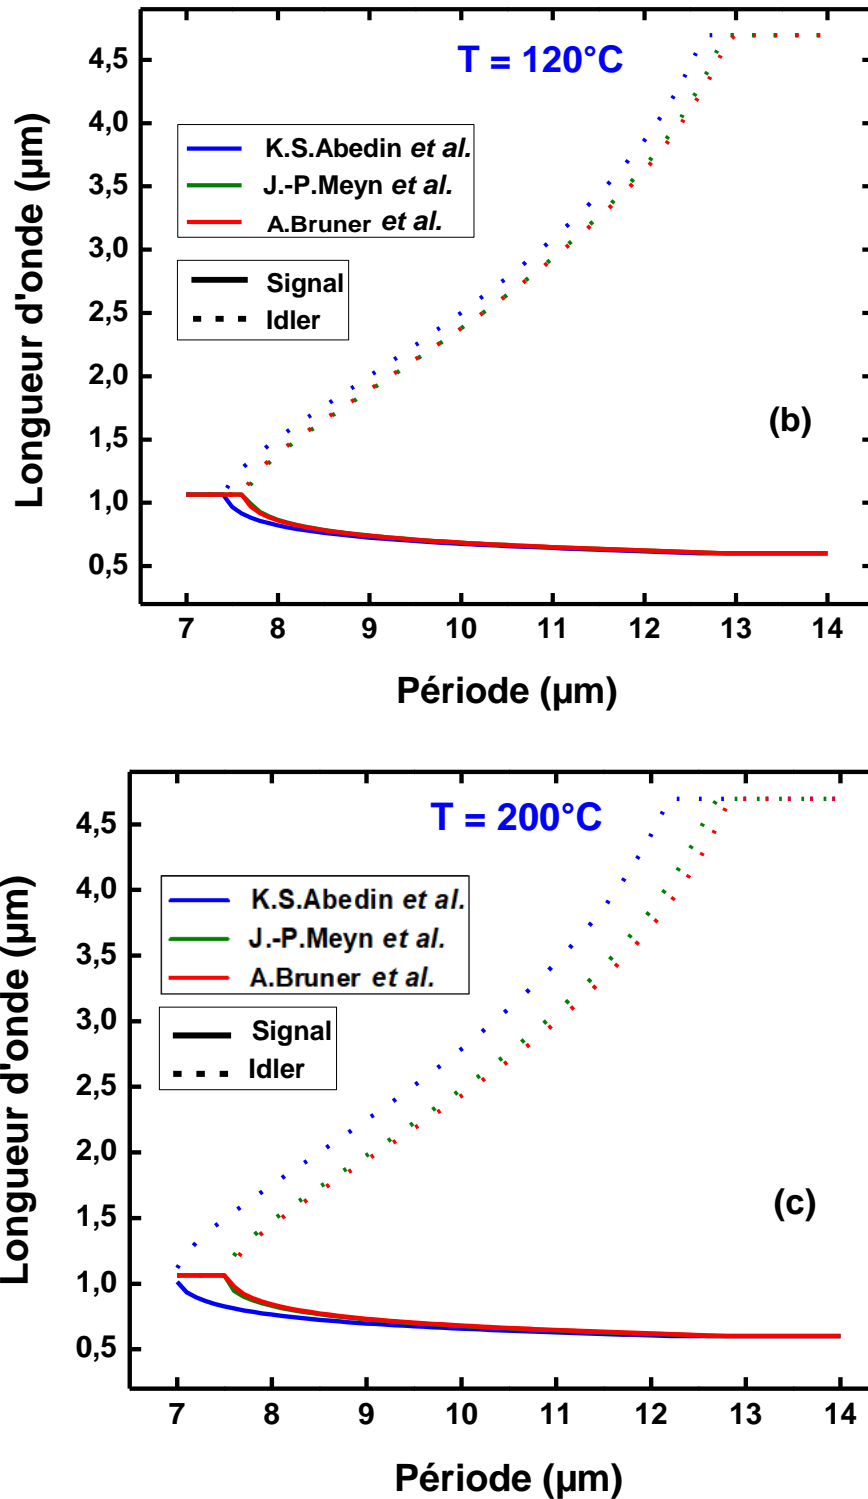 T = 120°C
4,5
4,0
3,5
3,0
2,5
2,0
1,5
1,0
0,5
Longueur d'onde (µm)
K.S.Abedin et al.
J.-P.Meyn et al.
A.Bruner et al.
Signal
Idler
(b)
7 8 9 10 11 12 13 14
Période (µm)
T = 200°C
4,5
4,0
3,5
3,0
2,5
2,0
1,5
1,0
0,5
Longueur d'onde (µm)
K.S.Abedin et al.
J.-P.Meyn et al.
A.Bruner et al.
Signal
Idler
(c)
7 8 9 10 11 12 13 14
Période (µm)